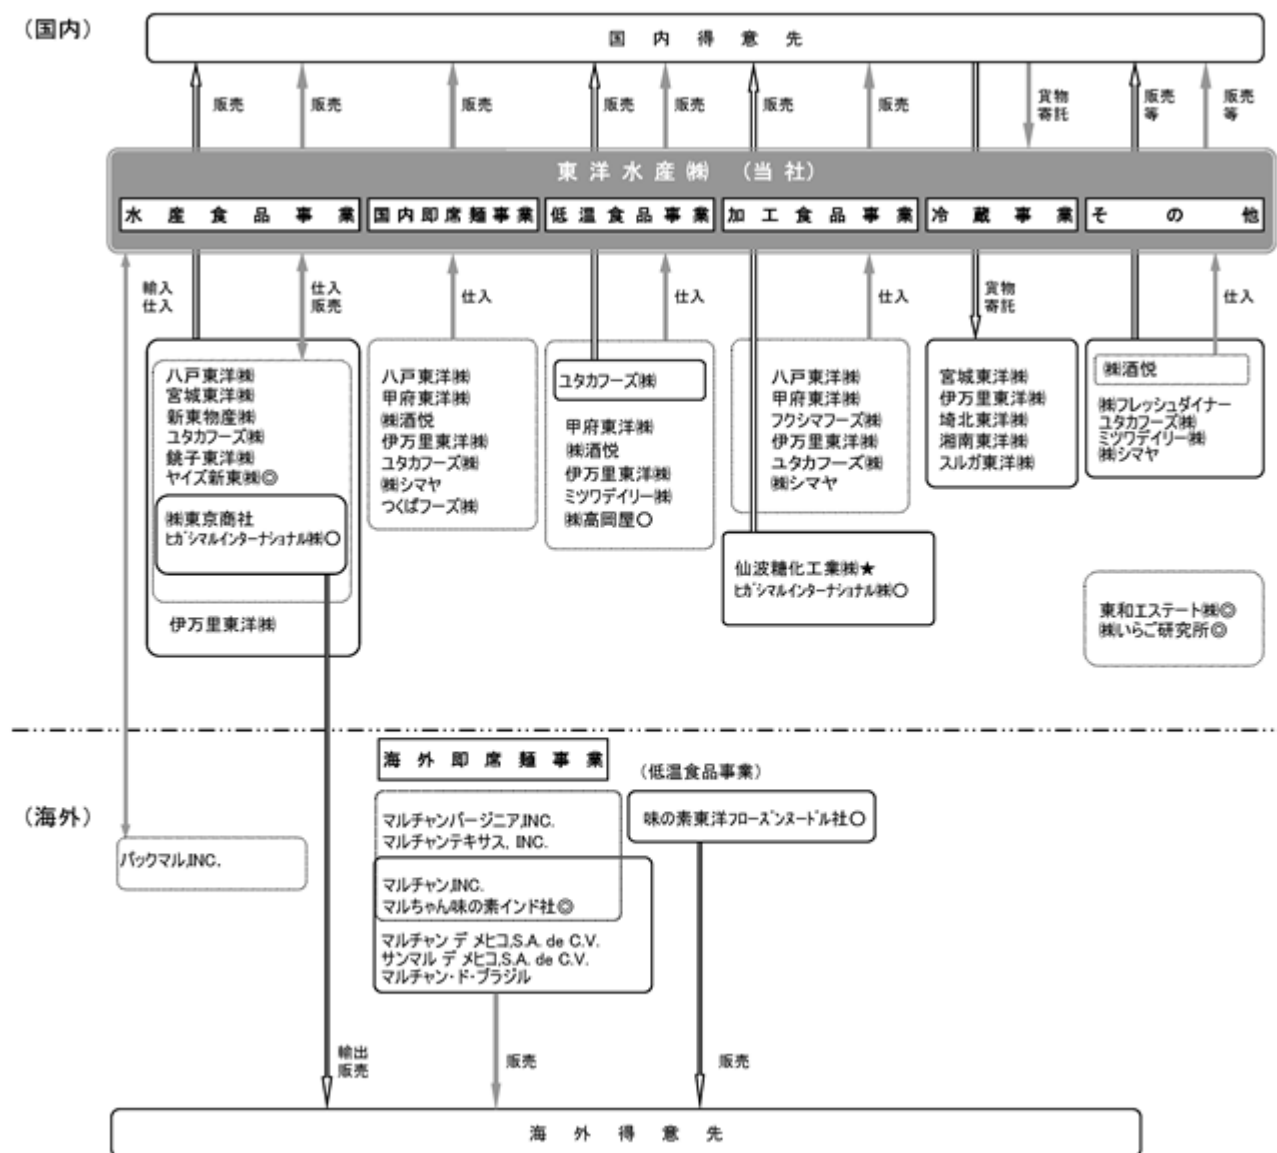 (国内)
国内得意先
販売
販売
販売
販売
販売
販売
販売
貨物
寄託
販売
等
販売
等
東洋水産㈱ (当社)
水産食品事業
国内即席麺事業
低温食品事業
加工食品事業
冷蔵事業
その他
輸入
仕入
仕入
販売
仕入
仕入
仕入
貨物
寄託
仕入
八戸東洋㈱
宮城東洋㈱
新東物産㈱
ユタカフーズ㈱
銚子東洋㈱
ヤイズ新東㈱◎
㈱東京商社
ヒガシマルインターナショナル㈱○
伊万里東洋㈱
八戸東洋㈱
甲府東洋㈱
㈱酒悦
伊万里東洋㈱
ユタカフーズ㈱
㈱シマヤ
つくばフーズ㈱
ユタカフーズ㈱
甲府東洋㈱
㈱酒悦
伊万里東洋㈱
ミツワデイリー㈱
㈱高岡屋○
八戸東洋㈱
甲府東洋㈱
フクシマフーズ㈱
伊万里東洋㈱
ユタカフーズ㈱
㈱シマヤ
仙波糖化工業㈱★
ヒガシマルインターナショナル㈱○
宮城東洋㈱
伊万里東洋㈱
埼北東洋㈱
湘南東洋㈱
スルガ東洋㈱
㈱酒悦
㈱フレッシュダイナー
ユタカフーズ㈱
ミツワデイリー㈱
㈱シマヤ
東和エステート㈱◎
㈱いらご研究所◎
(海外)
海外即席麺事業
(低温食品事業)
パックマル,INC.
マルチャンバージニア,INC.
マルチャンテキサス, INC.
マルチャン,INC.
マルちゃん味の素インド社◎
マルチャン デ メヒコ,S.A. de C.V.
サンマル デ メヒコ,S.A. de C.V.
マルチャン・ド・ブラジル
味の素東洋フローズンヌードル社○
輸出
販売
販売
販売
海外得意先